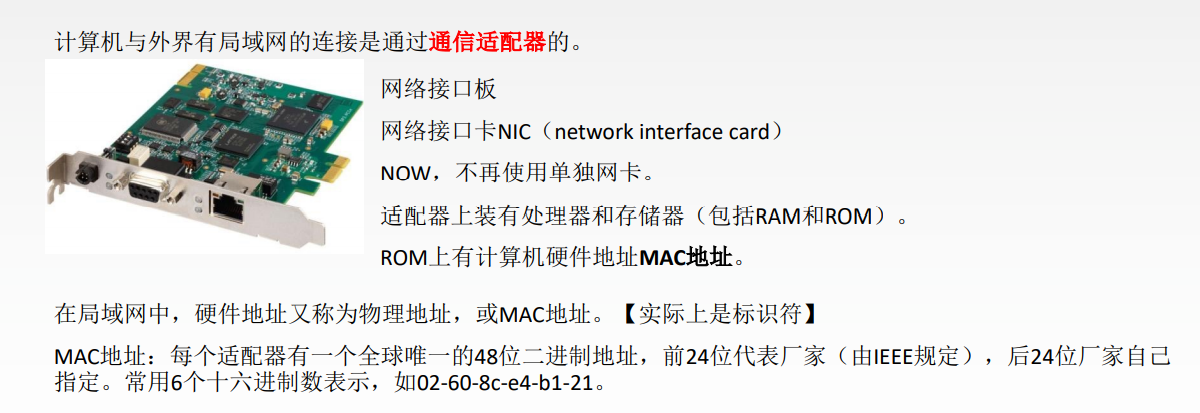 计算机与外界有局域网的连接是通过通信适配器的。
网络接口板
网络接口卡NIC（network interface card）
NOW，不再使用单独网卡。
适配器上装有处理器和存储器（包括RAM和ROM）。
ROM上有计算机硬件地址MAC地址。
在局域网中，硬件地址又称为物理地址，或MAC地址。【实际上是标识符】
MAC地址：每个适配器有一个全球唯一的48位二进制地址，前24位代表厂家（由IEEE规定），后24位厂家自己
指定。常用6个十六进制数表示，如02-60-8c-e4-b1-21。